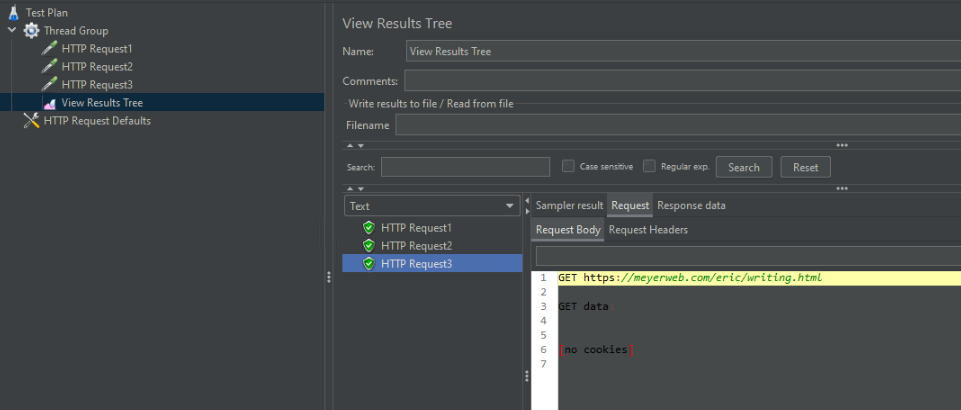 Test Plan
Thread Group
HTTP Request1
HTTP Request2
HTTP Request3
View Results Tree
HTTP Request Defaults
View Results Tree
Name: View Results Tree
Comments:
Write results to file / Read from file
Filename
Search: Case sensitive Regular exp. Search Reset
Text
HTTP Request1
HTTP Request2
HTTP Request3
Sampler result Request Response data
Request Body Request Headers
1 GET https://meyerweb.com/eric/writing.html
2
3 GET data
4
5
6 [no cookies]
7